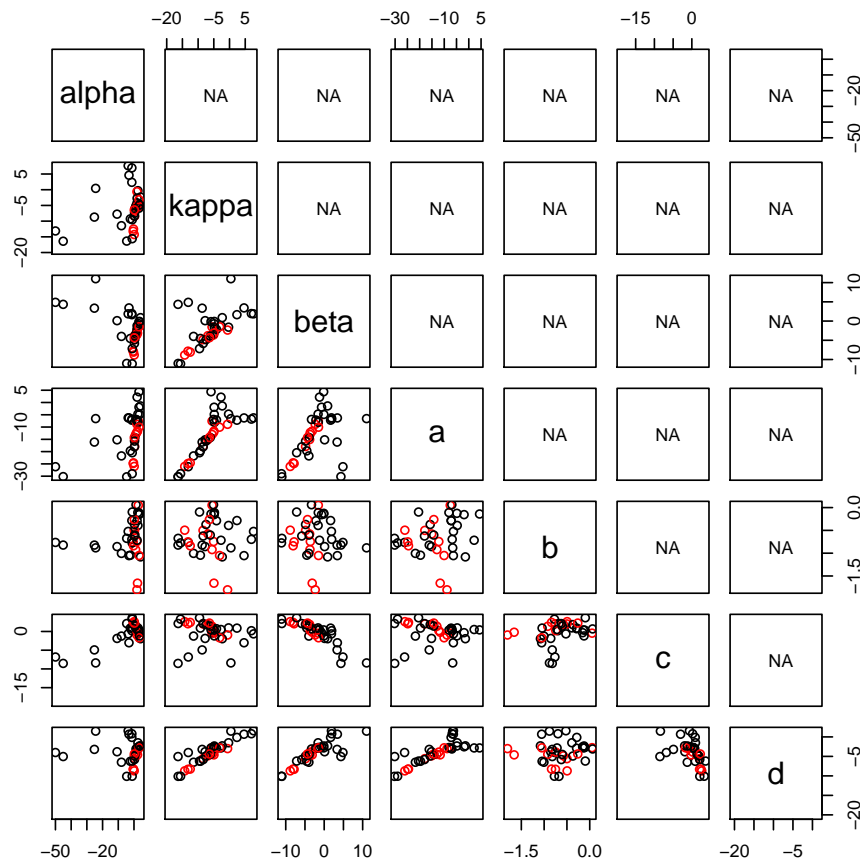 −20 −5 5
−30 −10 5
−15 0
alpha NA NA NA NA NA NA
−50 −20
−20 −5 5
kappa NA NA NA NA NA
beta NA NA NA NA
−10 0 10
−30 −10 5
a NA NA NA
b NA NA
−1.5 0.0
−15 0
c NA
d
−20 −5
−50 −20
−10 0 10
−1.5 0.0
−20 −5